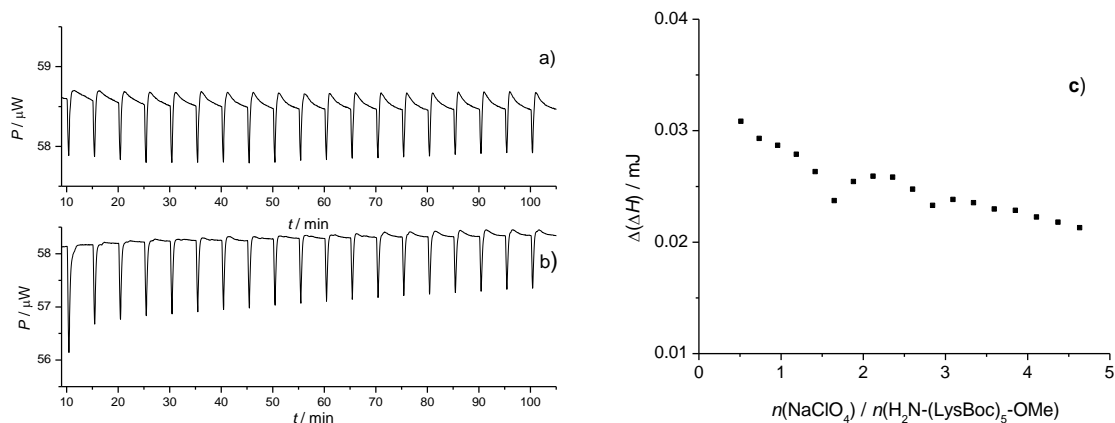 a)
59
58
P / μW
10 20 30 40 50 60 70 80 90 100
t / min
b)
58
57
56
P / μW
10 20 30 40 50 60 70 80 90 100
t / min
c)
0.04
0.03
0.02
0.01
Δ(ΔH) / mJ
0 1 2 3 4 5
n(NaClO₄) / n(H₂N-(LysBoc)₅-OMe)